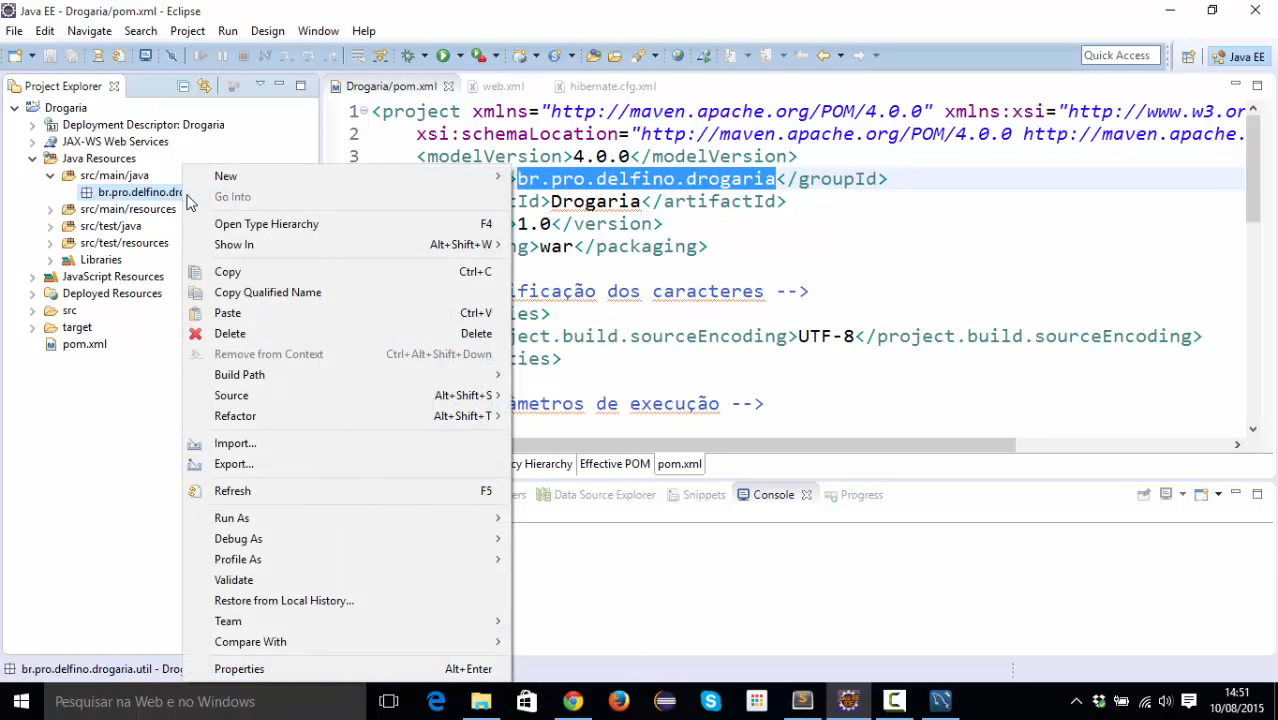 Java EE - Drogaria/pom.xml - Eclipse
File Edit Navigate Search Project Run Design Window Help
Quick Access
Java EE
Project Explorer
Drogaria/pom.xml
web.xml
hibernate.cfg.xml
Drogaria
Deployment Descriptor: Drogaria
JAX-WS Web Services
Java Resources
src/main/java
br.pro.delfino.dro
src/main/resources
src/test/java
src/test/resources
Libraries
JavaScript Resources
Deployed Resources
src
target
pom.xml
1 <project xmlns="http://maven.apache.org/POM/4.0.0" xmlns:xsi="http://www.w3.or
2 xsi:schemaLocation="http://maven.apache.org/POM/4.0.0 http://maven.apache.
3 <modelVersion>4.0.0</modelVersion>
br.pro.delfino.drogaria</groupId>
tId>Drogaria</artifactId>
1.0</version>
ng>war</packaging>
ificação dos caracteres -->
es>
ject.build.sourceEncoding>UTF-8</project.build.sourceEncoding>
ties>
âmetros de execução -->
New
Go Into
Open Type Hierarchy F4
Show In Alt+Shift+W
Copy Ctrl+C
Copy Qualified Name
Paste Ctrl+V
Delete Delete
Remove from Context Ctrl+Alt+Shift+Down
Build Path
Source Alt+Shift+S
Refactor Alt+Shift+T
Import...
Export...
Refresh F5
Run As
Debug As
Profile As
Validate
Restore from Local History...
Team
Compare With
Properties Alt+Enter
cy Hierarchy Effective POM pom.xml
ers Data Source Explorer Snippets Console Progress
br.pro.delfino.drogaria.util - Dro
Pesquisar na Web e no Windows
14:51
10/08/2015